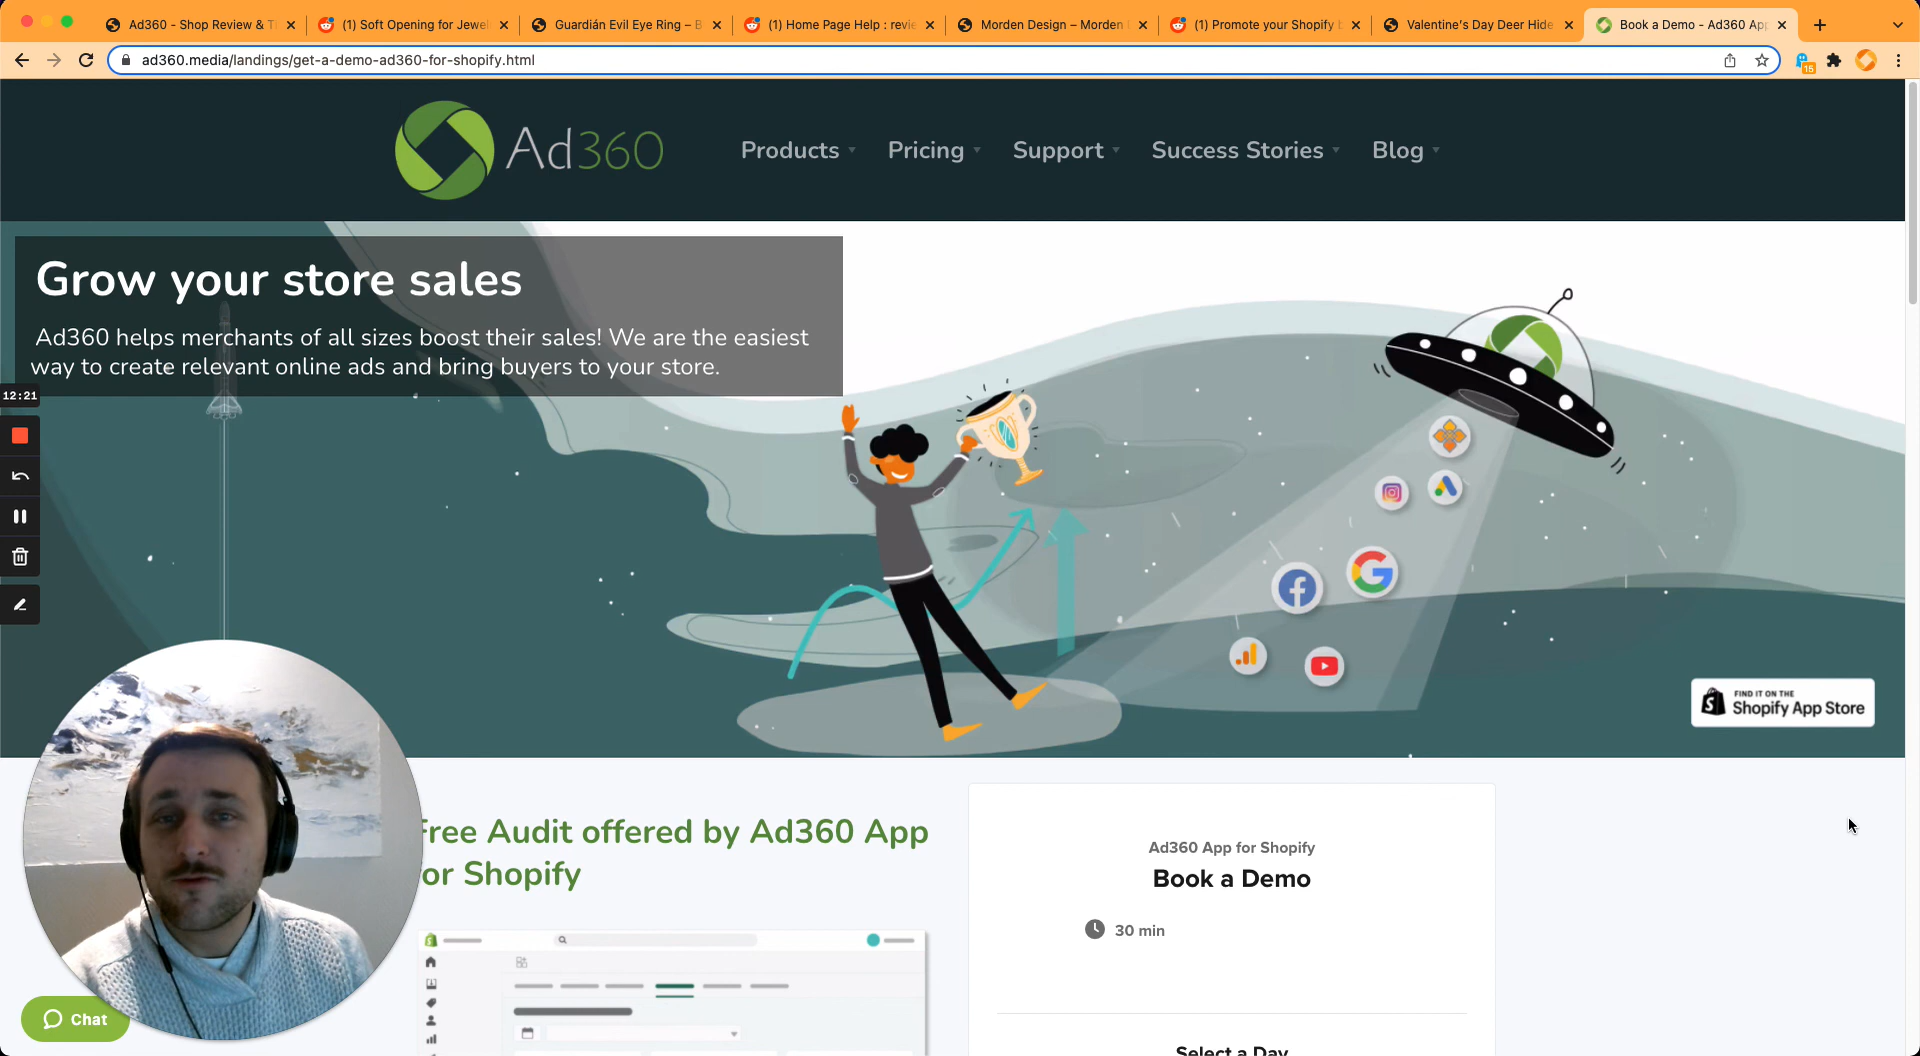 Ad360 - Shop Review & Ti
(1) Soft Opening for Jewel
Guardián Evil Eye Ring – B
(1) Home Page Help : revie
Morden Design – Morden
(1) Promote your Shopify
Valentine's Day Deer Hide
Book a Demo - Ad360 App
ad360.media/landings/get-a-demo-ad360-for-shopify.html
15
Ad360
Products
Pricing
Support
Success Stories
Blog
Grow your store sales
Ad360 helps merchants of all sizes boost their sales! We are the easiest
way to create relevant online ads and bring buyers to your store.
12:21
FIND IT ON THE
Shopify App Store
Free Audit offered by Ad360 App
or Shopify
Ad360 App for Shopify
Book a Demo
30 min
Select a Day
Chat